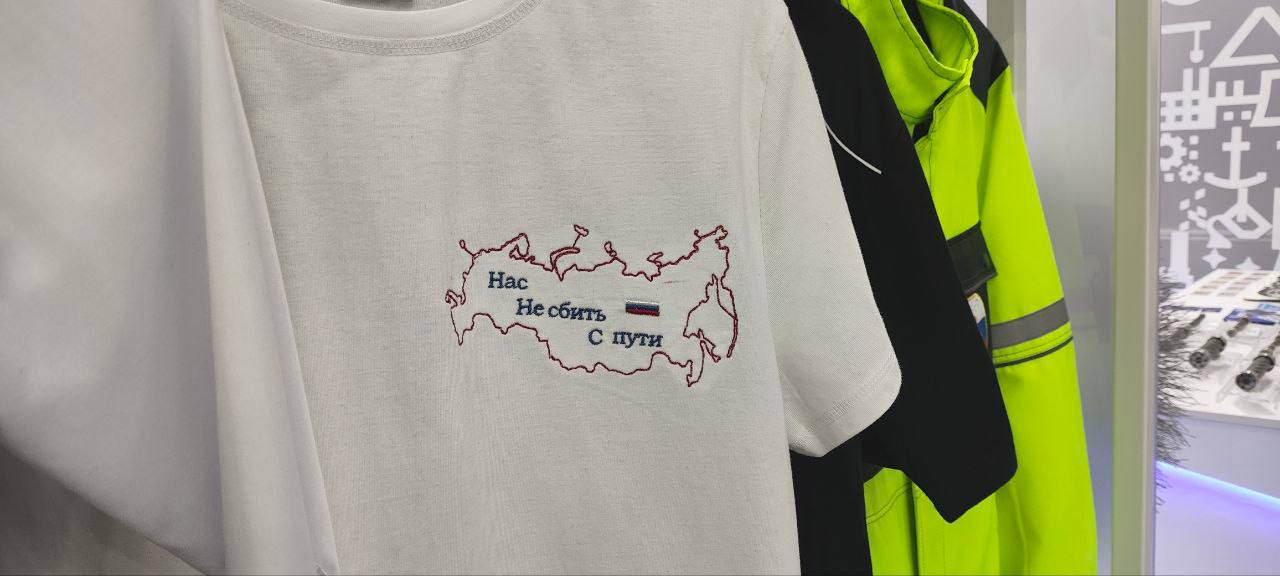 Нас
Не сбить
С пути